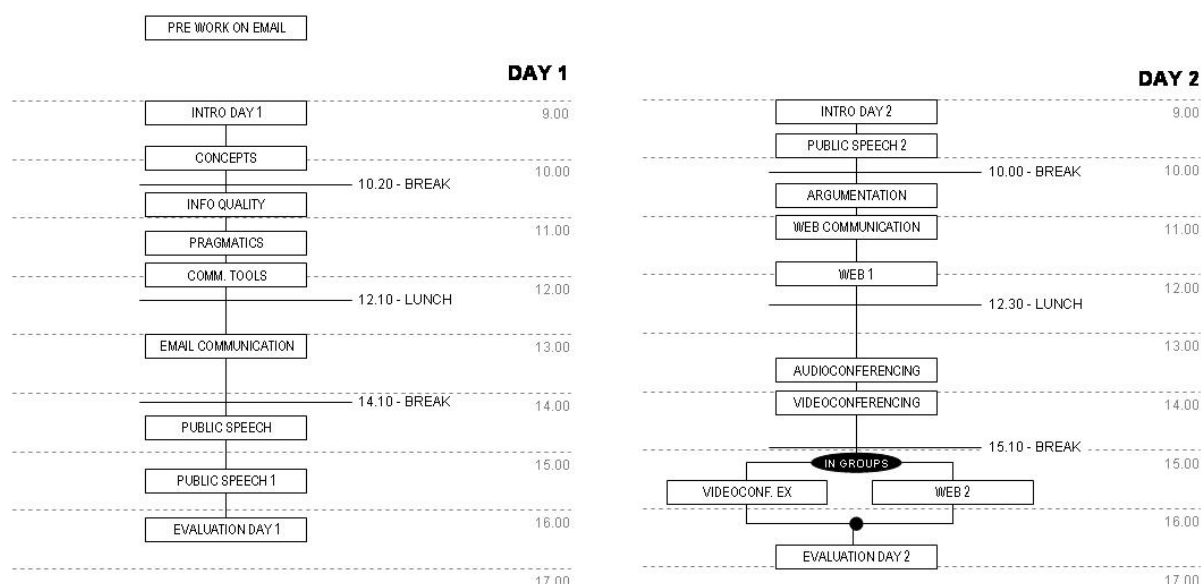 PRE WORK ON EMAIL
DAY 1
INTRO DAY 1
9.00
CONCEPTS
10.00
10.20 - BREAK
INFO QUALITY
11.00
PRAGMATICS
COMM. TOOLS
12.00
12.10 - LUNCH
EMAIL COMMUNICATION
13.00
14.10 - BREAK
14.00
PUBLIC SPEECH
15.00
PUBLIC SPEECH 1
16.00
EVALUATION DAY 1
17.00
DAY 2
INTRO DAY 2
9.00
PUBLIC SPEECH 2
10.00 - BREAK
10.00
ARGUMENTATION
WEB COMMUNICATION
11.00
WEB 1
12.00
12.30 - LUNCH
13.00
AUDIOCONFERENCING
VIDEOCONFERENCING
14.00
15.10 - BREAK
IN GROUPS
15.00
VIDEOCONF. EX
WEB 2
16.00
EVALUATION DAY 2
17.00